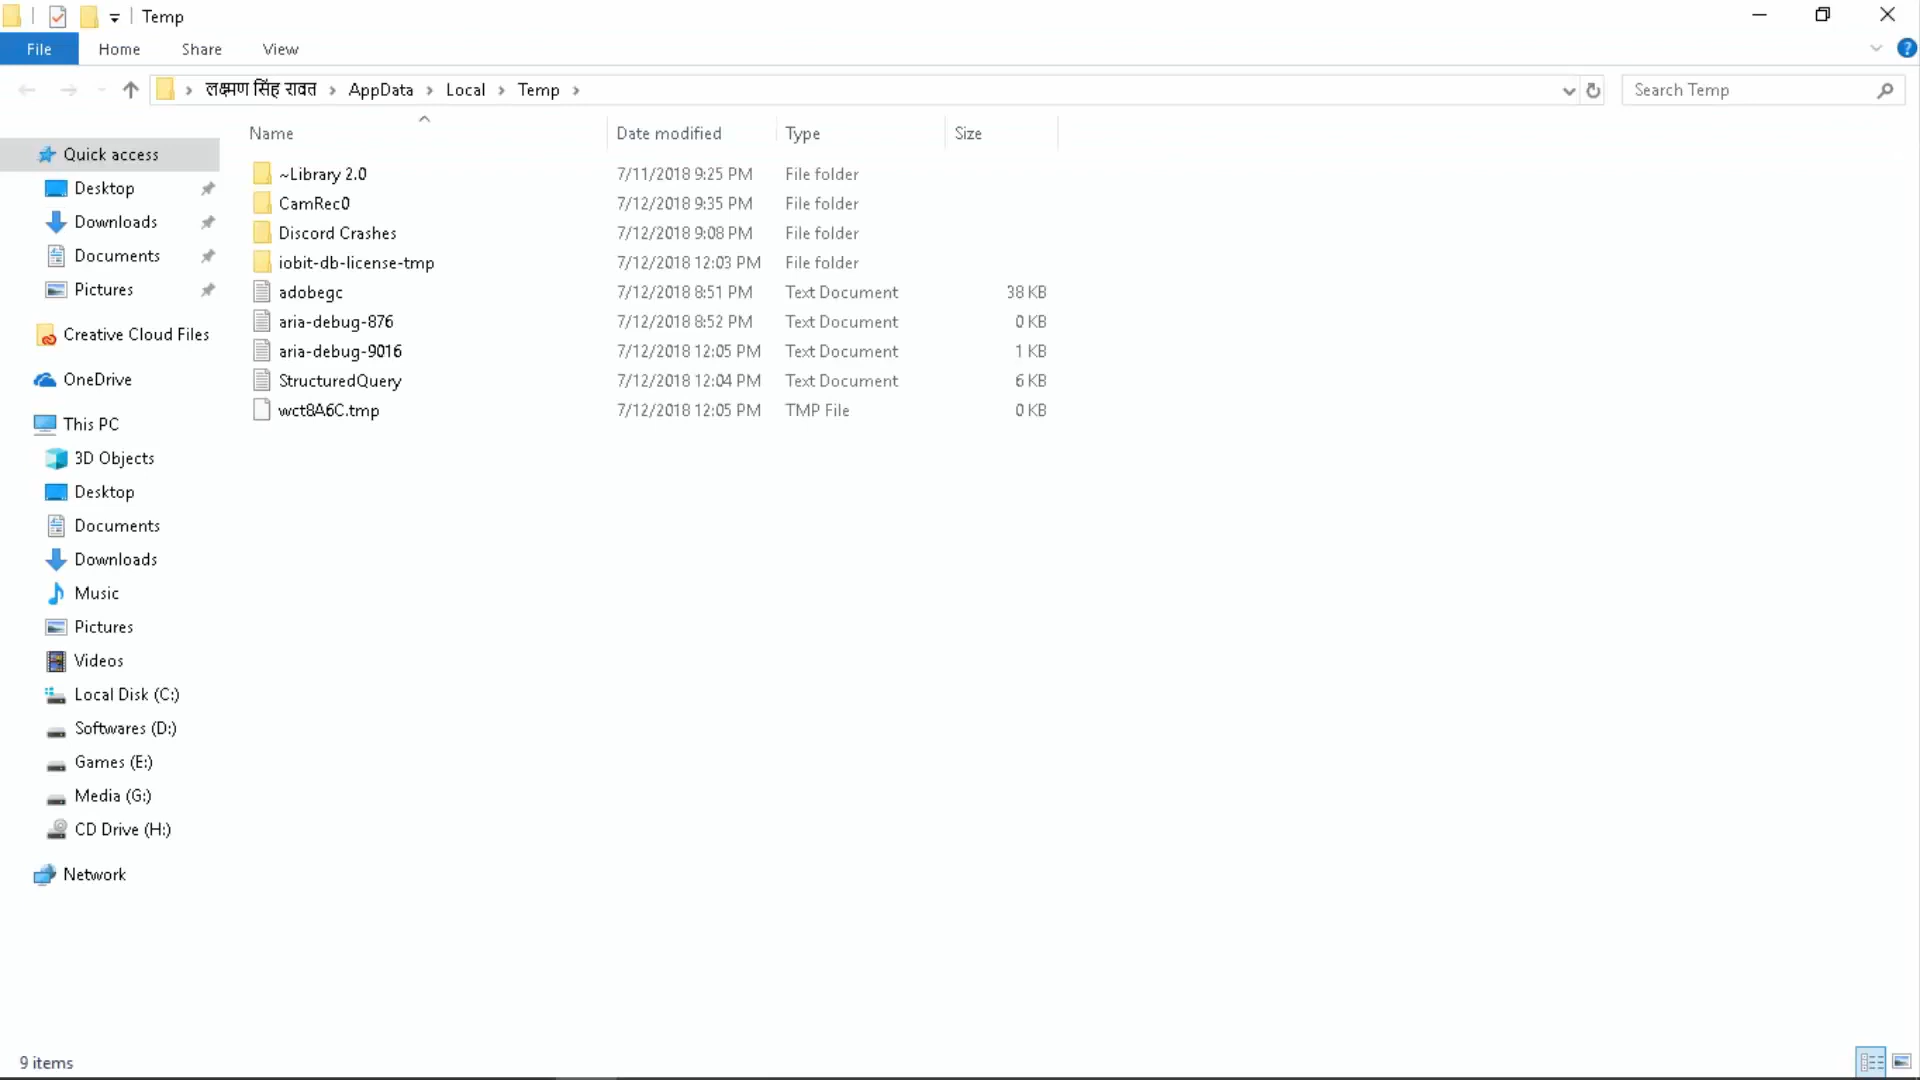 Temp
File Home Share View
लक्ष्मण सिंह रावत AppData Local Temp Search Temp
Name Date modified Type Size
Quick access
Desktop
Downloads
Documents
Pictures
Creative Cloud Files
OneDrive
This PC
3D Objects
Desktop
Documents
Downloads
Music
Pictures
Videos
Local Disk (C:)
Softwares (D:)
Games (E:)
Media (G:)
CD Drive (H:)
Network
~Library 2.0 7/11/2018 9:25 PM File folder
CamRec0 7/12/2018 9:35 PM File folder
Discord Crashes 7/12/2018 9:08 PM File folder
iobit-db-license-tmp 7/12/2018 12:03 PM File folder
adobegc 7/12/2018 8:51 PM Text Document 38 KB
aria-debug-876 7/12/2018 8:52 PM Text Document 0 KB
aria-debug-9016 7/12/2018 12:05 PM Text Document 1 KB
StructuredQuery 7/12/2018 12:04 PM Text Document 6 KB
wct8A6C.tmp 7/12/2018 12:05 PM TMP File 0 KB
9 items